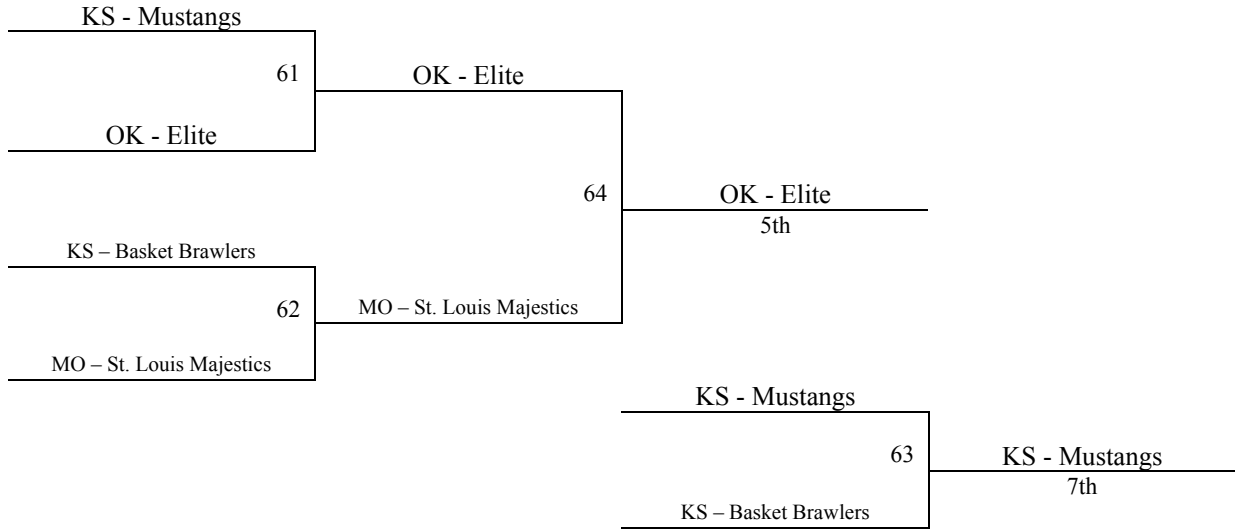 KS - Mustangs
61
OK - Elite
OK - Elite
64
OK - Elite
5th
KS – Basket Brawlers
62
MO – St. Louis Majestics
MO – St. Louis Majestics
KS - Mustangs
63
KS - Mustangs
7th
KS – Basket Brawlers